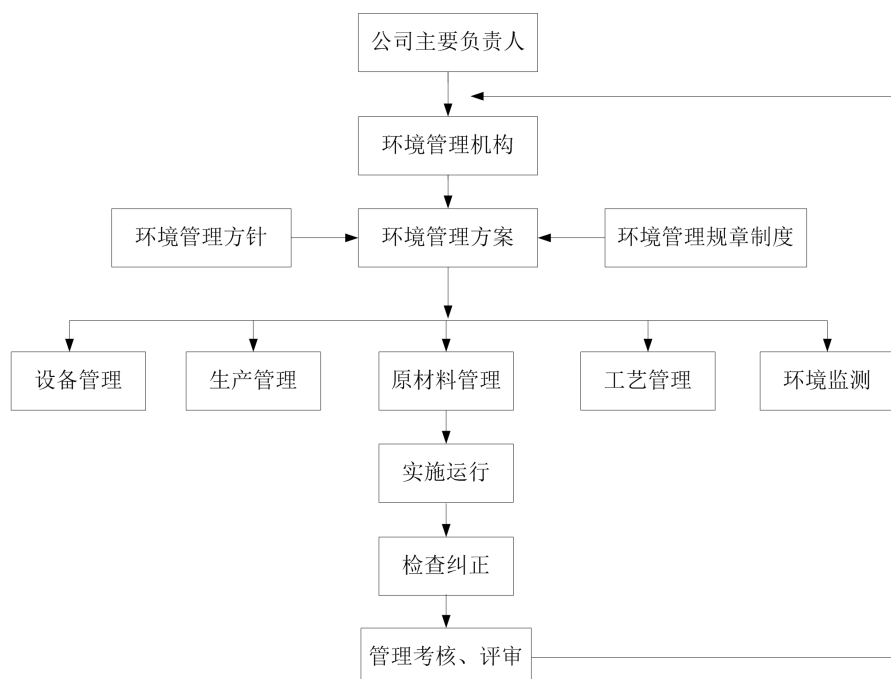 公司主要负责人
环境管理机构
环境管理方针
环境管理方案
环境管理规章制度
设备管理
生产管理
原材料管理
工艺管理
环境监测
实施运行
检查纠正
管理考核、评审